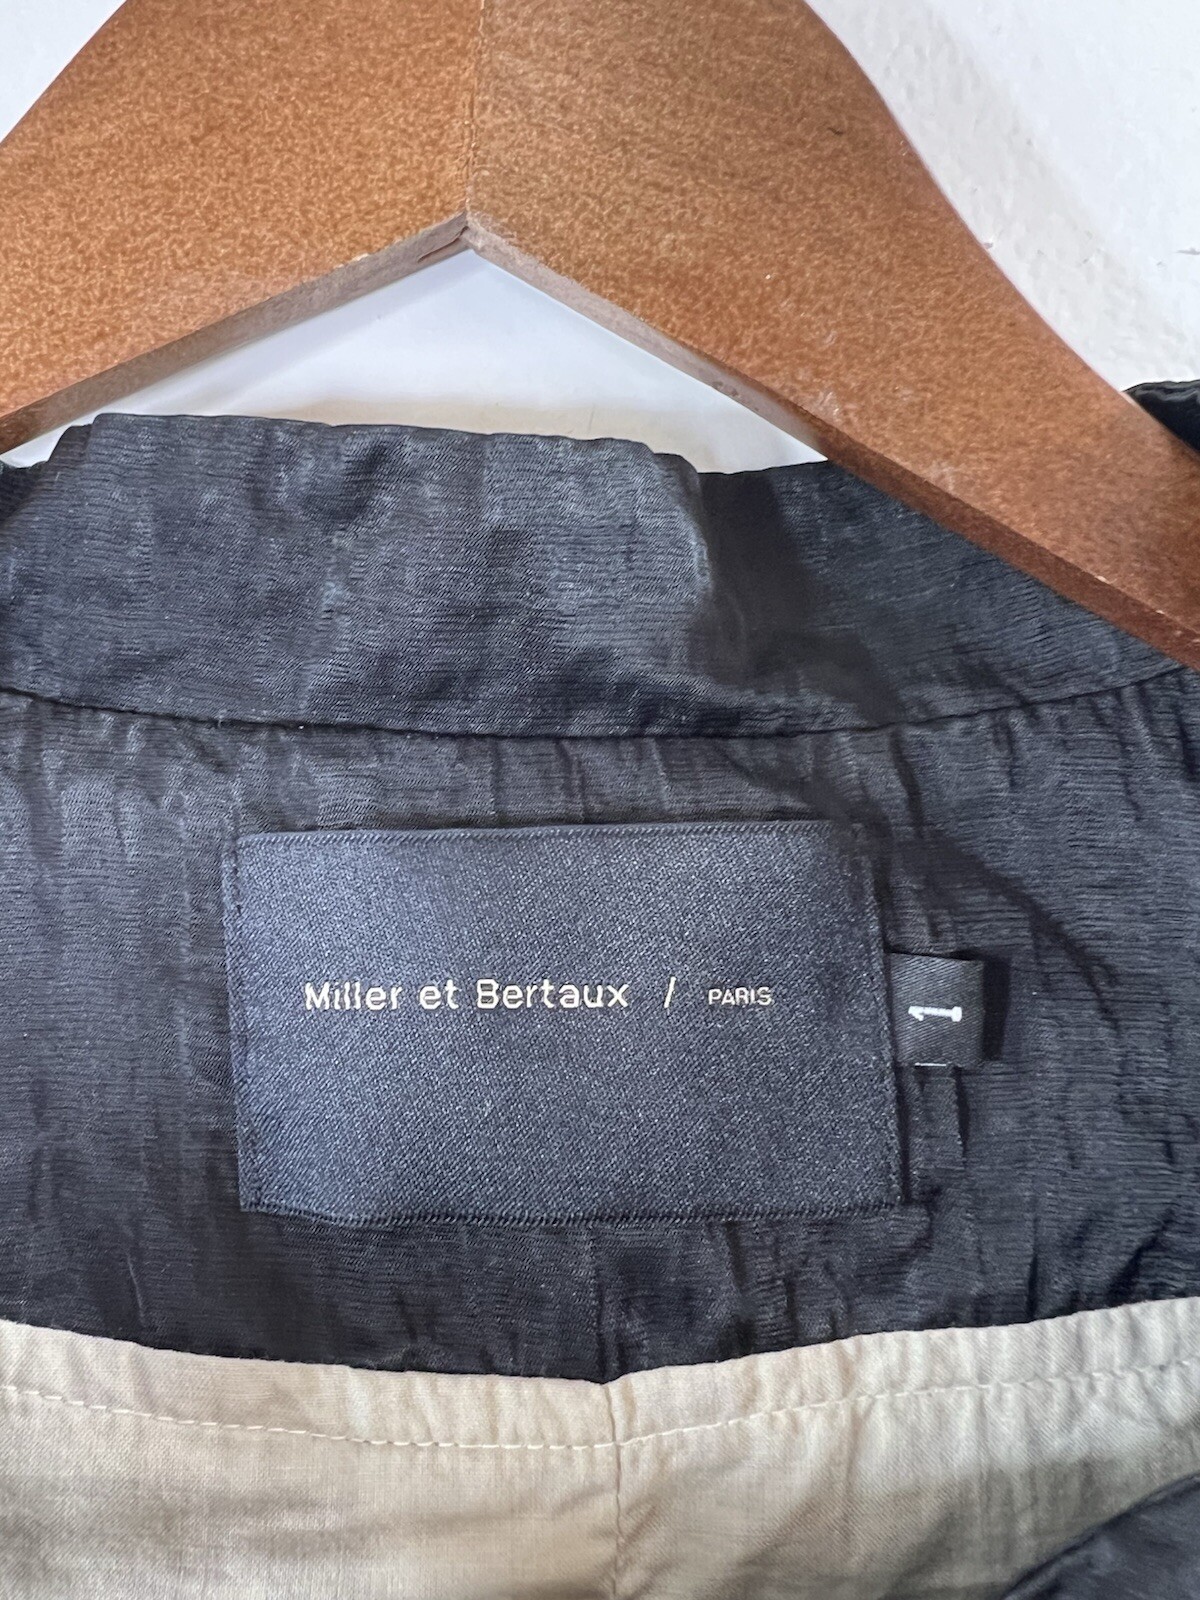 Miller et Bertaux / PARIS
1